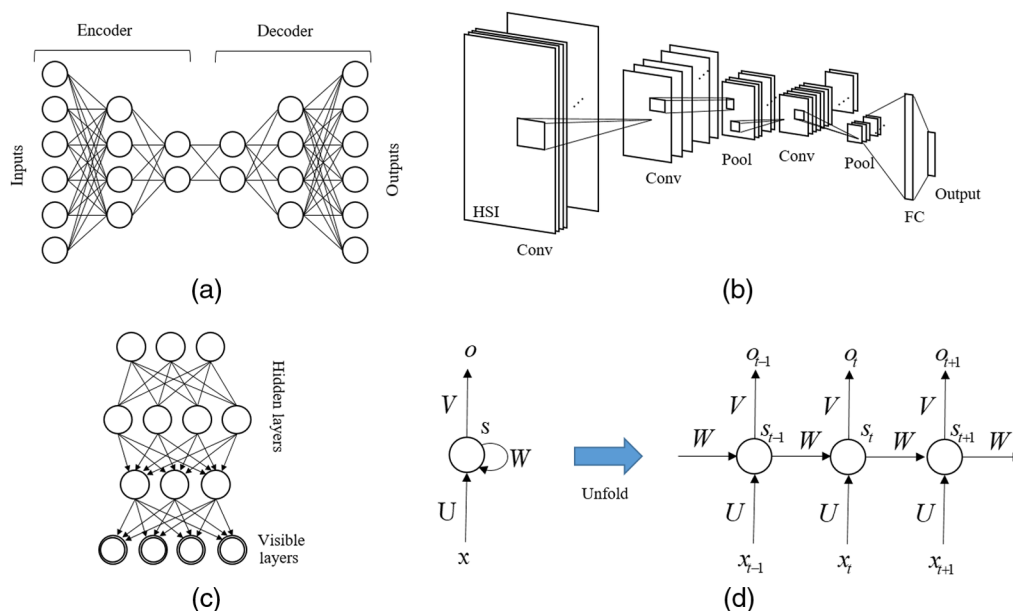 Encoder
Decoder
Inputs
Outputs
(a)
HSI
Conv
Conv
Pool
Conv
Pool
FC
Output
(b)
Hidden layers
Visible
layers
(c)
o
V
s
W
U
x
Unfold
o_{t-1} o_t o_{t+1}
V V V
s_{t-1} s_t s_{t+1}
W W W W
U U U
x_{t-1} x_t x_{t+1}
(d)